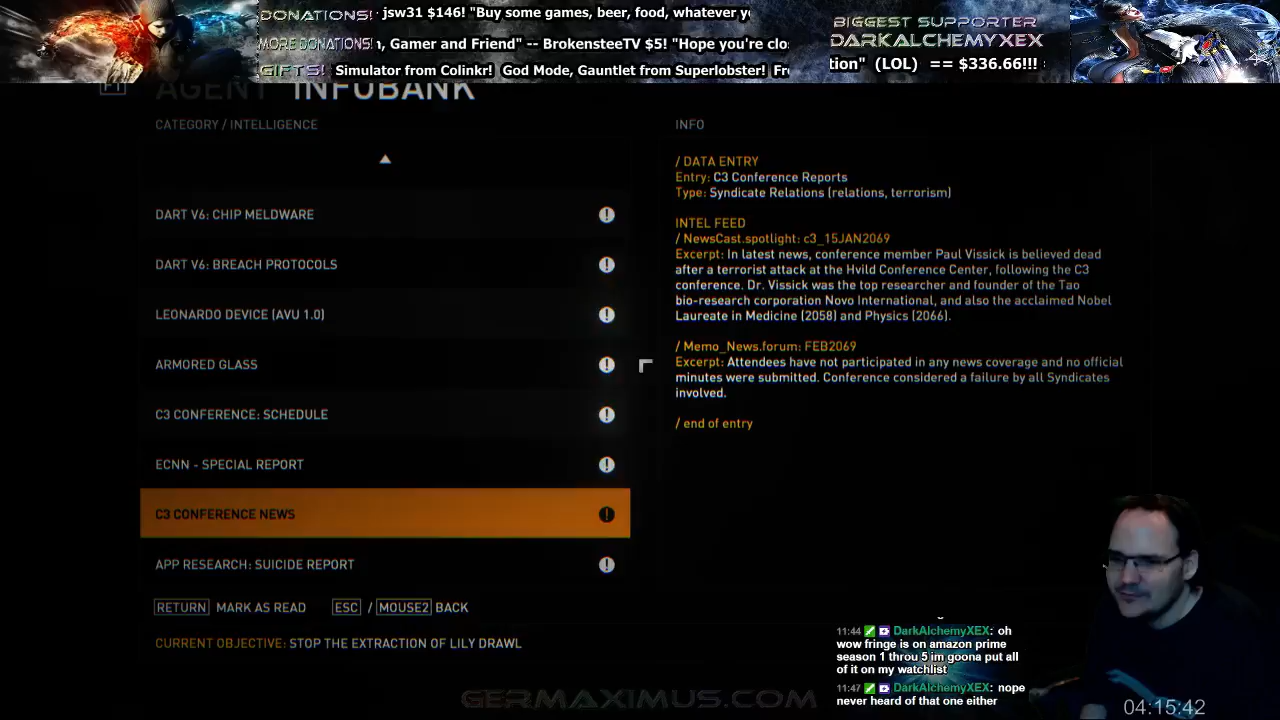 DONATIONS! jsw31 $146! "Buy some games, beer, food, whatever y
MORE DONATIONS! , Gamer and Friend" -- BrokensteeTV $5! "Hope you're clo
GIFTS! Simulator from Colinkr! God Mode, Gauntlet from Superlobster! Fr
BIGGEST SUPPORTER
DARKALCHEMYXEX
tion" (LOL) == $336.66!!!
F1 AGENT INFOBANK
CATEGORY / INTELLIGENCE
DART V6: CHIP MELDWARE
DART V6: BREACH PROTOCOLS
LEONARDO DEVICE (AVU 1.0)
ARMORED GLASS
C3 CONFERENCE: SCHEDULE
ECNN - SPECIAL REPORT
C3 CONFERENCE NEWS
APP RESEARCH: SUICIDE REPORT
RETURN MARK AS READ ESC / MOUSE2 BACK
CURRENT OBJECTIVE: STOP THE EXTRACTION OF LILY DRAWL
INFO
/ DATA ENTRY
Entry: C3 Conference Reports
Type: Syndicate Relations (relations, terrorism)
INTEL FEED
/ NewsCast.spotlight: c3_15JAN2069
Excerpt: In latest news, conference member Paul Vissick is believed dead
after a terrorist attack at the Hvild Conference Center, following the C3
conference. Dr. Vissick was the top researcher and founder of the Tao
bio-research corporation Novo International, and also the acclaimed Nobel
Laureate in Medicine (2058) and Physics (2066).
/ Memo_News.forum: FEB2069
Excerpt: Attendees have not participated in any news coverage and no official
minutes were submitted. Conference considered a failure by all Syndicates
involved.
/ end of entry
11:44 DarkAlchemyXEX: oh
wow fringe is on amazon prime
season 1 throu 5 im goona put all
of it on my watchlist
11:47 DarkAlchemyXEX: nope
never heard of that one either
GERMAXIMUS.COM
04:15:42